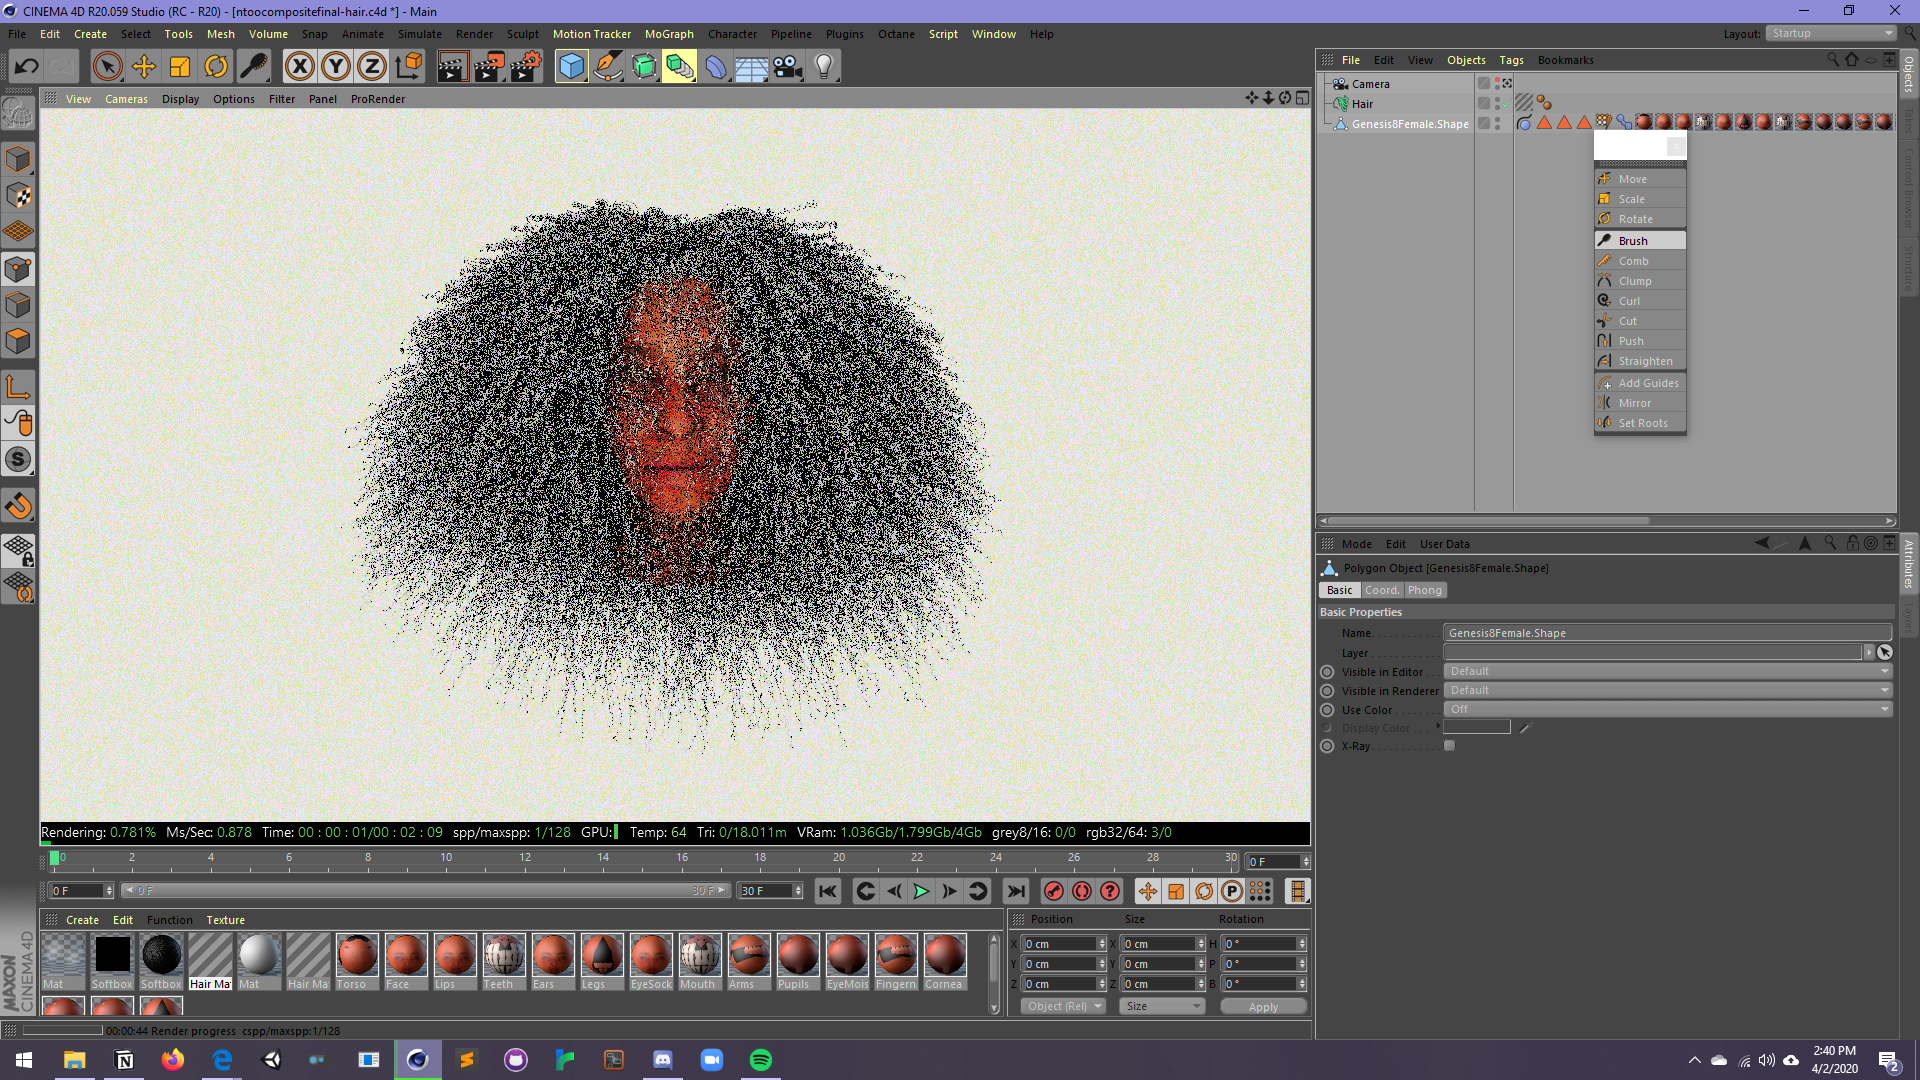 CINEMA 4D R20.059 Studio (RC - R20) - [ntoocompositefinal-hair.c4d *] - Main
File Edit Create Select Tools Mesh Volume Snap Animate Simulate Render Sculpt Motion Tracker MoGraph Character Pipeline Plugins Octane Script Window Help
Layout: Startup
View Cameras Display Options Filter Panel ProRender
File Edit View Objects Tags Bookmarks
Camera
Hair
Genesis8Female.Shape
Move
Scale
Rotate
Brush
Comb
Clump
Curl
Cut
Push
Straighten
Add Guides
Mirror
Set Roots
Objects
Takes
Content Browser
Structure
Mode Edit User Data
Polygon Object [Genesis8Female.Shape]
Basic Coord. Phong
Basic Properties
Name Genesis8Female.Shape
Layer
Visible in Editor Default
Visible in Renderer Default
Use Color Off
Display Color
X-Ray
Attributes
Layers
Rendering: 0.781% Ms/Sec: 0.878 Time: 00 : 00 : 01/00 : 02 : 09 spp/maxspp: 1/128 GPU: Temp: 64 Tri: 0/18.011m VRam: 1.036Gb/1.799Gb/4Gb grey8/16: 0/0 rgb32/64: 3/0
0 2 4 6 8 10 12 14 16 18 20 22 24 26 28 30 0 F
0 F 0 F 30 F 30 F
Create Edit Function Texture
Mat Softbox Softbox Hair Ma Mat Hair Ma Torso Face Lips Teeth Ears Legs EyeSock Mouth Arms Pupils EyeMois Fingern Cornea
Position Size Rotation
X 0 cm X 0 cm H 0 °
Y 0 cm Y 0 cm P 0 °
Z 0 cm Z 0 cm B 0 °
Object (Rel) Size Apply
MAXON
CINEMA 4D
00:00:44 Render progress cspp/maxspp:1/128
2:40 PM
4/2/2020
2